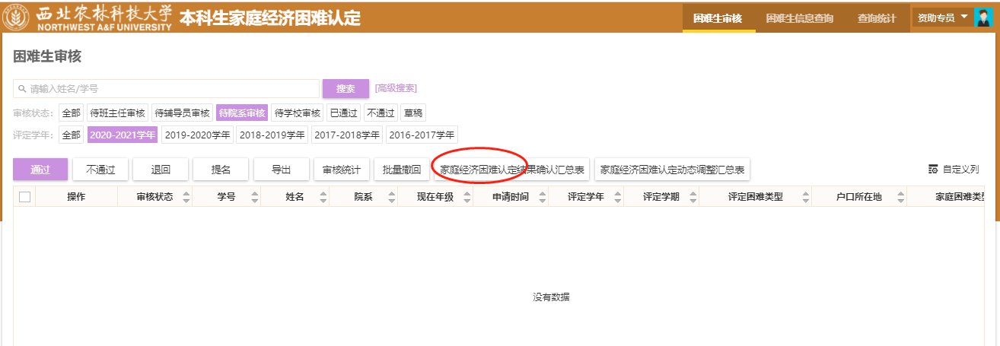 西北农林科技大学 本科生家庭经济困难认定 困难生审核 困难生信息查询 查询统计 资助专员
NORTHWEST A&F UNIVERSITY
困难生审核
请输入姓名/学号 搜索 [高级搜索]
审核状态: 全部 待班主任审核 待辅导员审核 待院系审核 待学校审核 已通过 不通过 草稿
评定学年: 全部 2020-2021学年 2019-2020学年 2018-2019学年 2017-2018学年 2016-2017学年
通过 不通过 退回 提名 导出 审核统计 批量撤回 家庭经济困难认定结果确认汇总表 家庭经济困难认定动态调整汇总表 自定义列
操作 审核状态 学号 姓名 院系 现在年级 申请时间 评定学年 评定学期 评定困难类型 户口所在地 家庭困难类型
没有数据